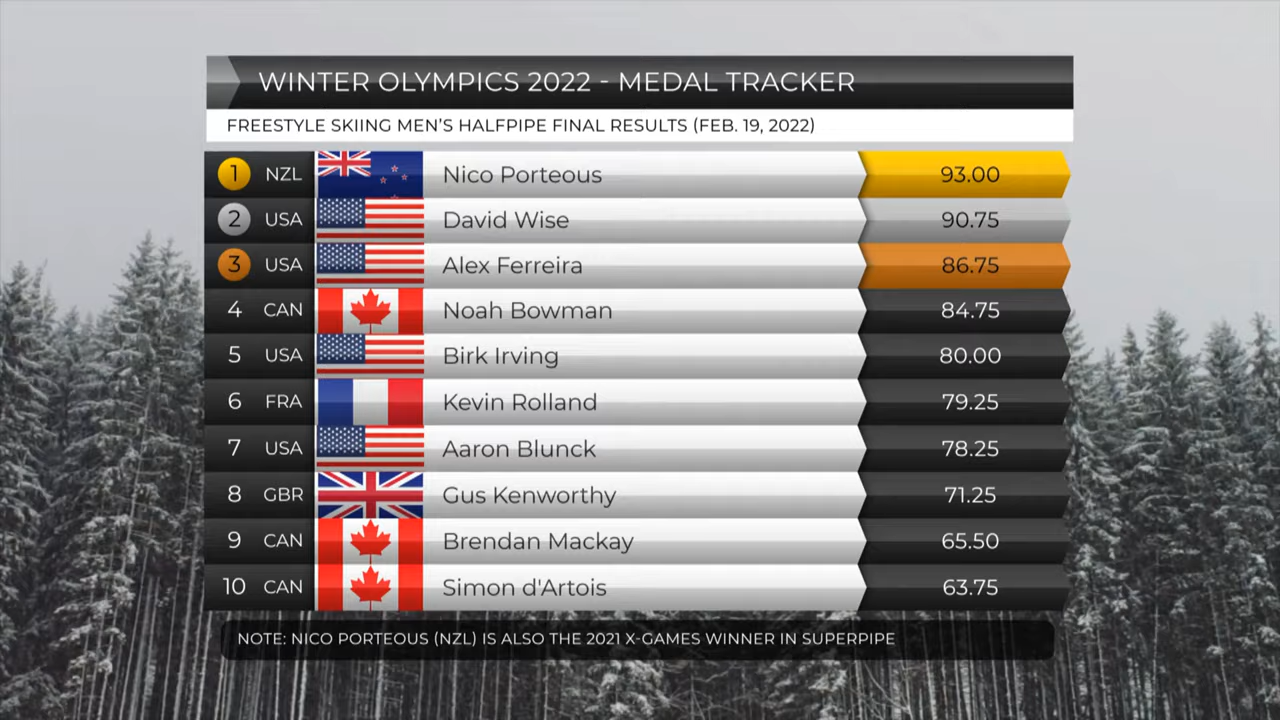 WINTER OLYMPICS 2022 - MEDAL TRACKER
FREESTYLE SKIING MEN'S HALFPIPE FINAL RESULTS (FEB. 19, 2022)
1 NZL Nico Porteous 93.00
2 USA David Wise 90.75
3 USA Alex Ferreira 86.75
4 CAN Noah Bowman 84.75
5 USA Birk Irving 80.00
6 FRA Kevin Rolland 79.25
7 USA Aaron Blunck 78.25
8 GBR Gus Kenworthy 71.25
9 CAN Brendan Mackay 65.50
10 CAN Simon d'Artois 63.75
NOTE: NICO PORTEOUS (NZL) IS ALSO THE 2021 X-GAMES WINNER IN SUPERPIPE